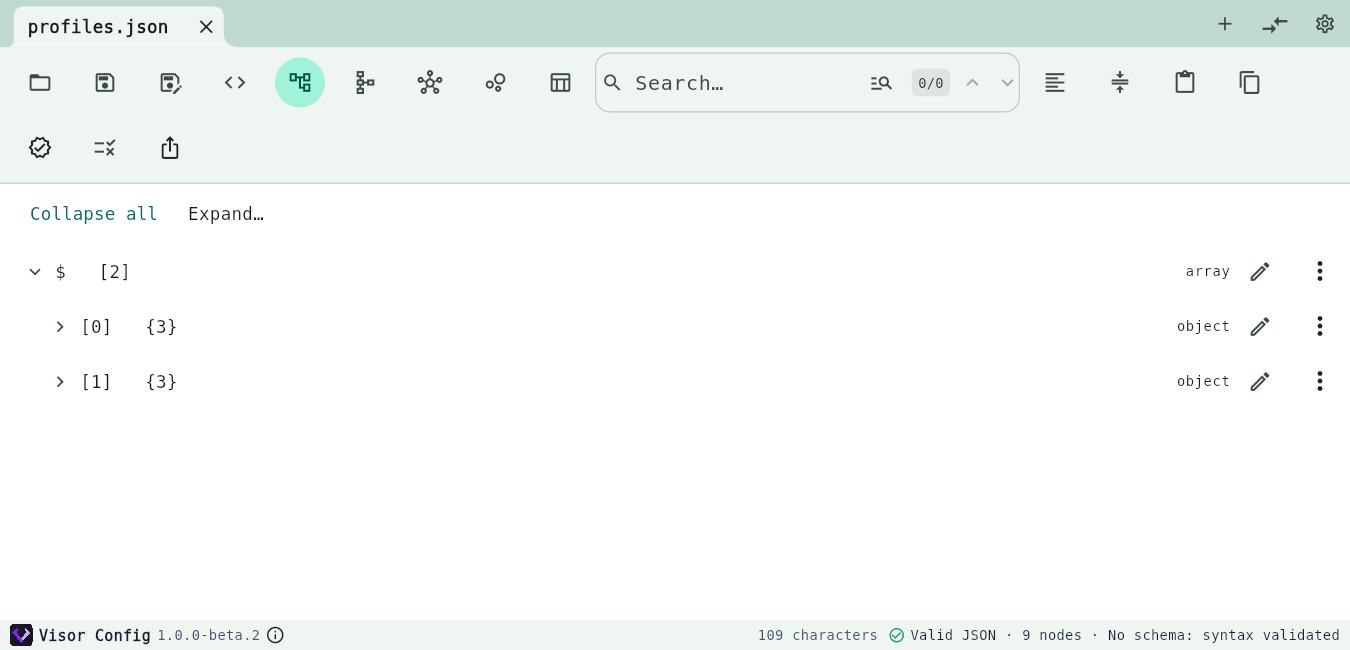 profiles.json
Search… 0/0
Collapse all Expand…
$ [2] array
[0] {3} object
[1] {3} object
Visor Config 1.0.0-beta.2 109 characters Valid JSON · 9 nodes · No schema: syntax validated